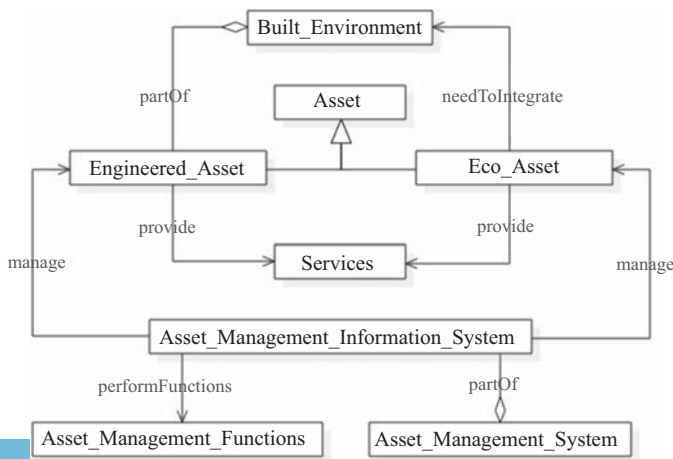 Built_Environment
partOf
needToIntegrate
Asset
Engineered_Asset
Eco_Asset
provide
provide
manage
manage
Services
Asset_Management_Information_System
performFunctions
partOf
Asset_Management_Functions
Asset_Management_System